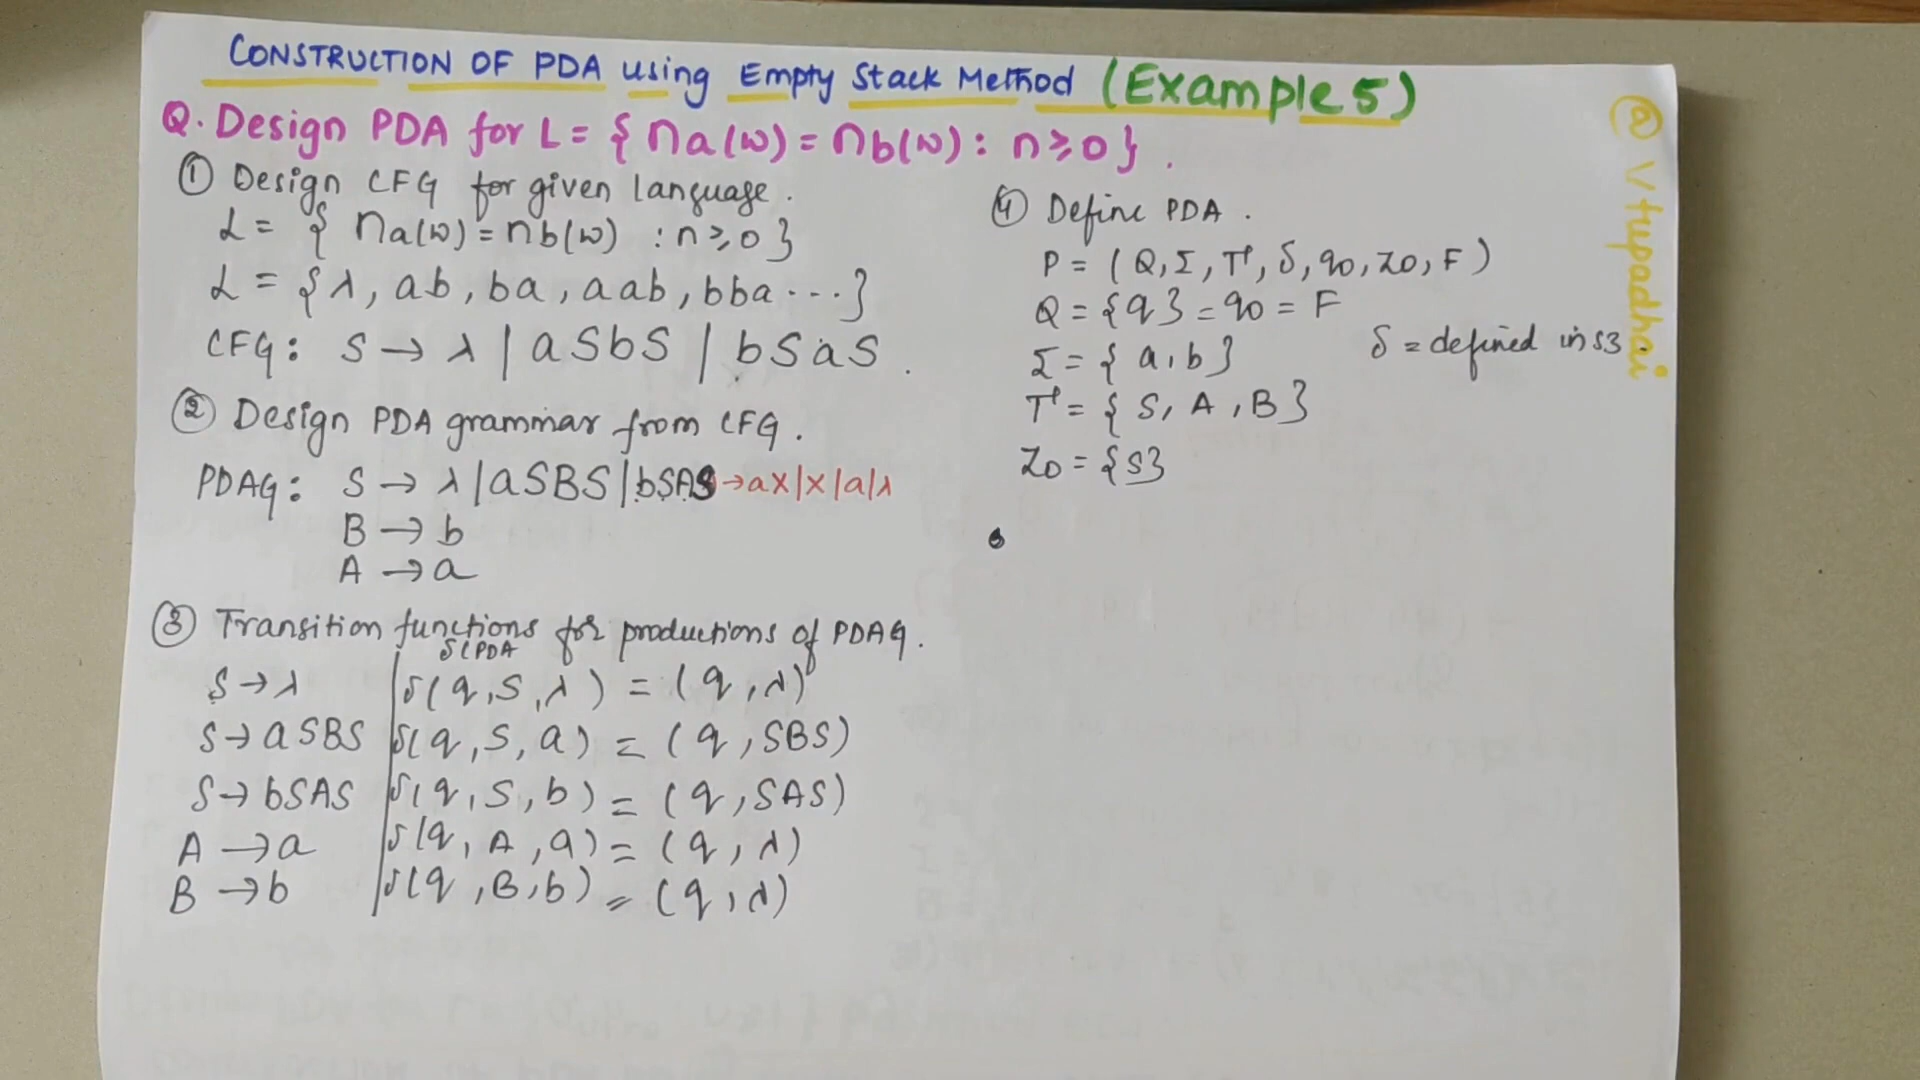 CONSTRUCTION OF PDA using Empty Stack Method (Example 5)
Q. Design PDA for L = { na(w) = nb(w) : n ≥ 0 } .
① Design CFG for given language .
L = { na(w) = nb(w) : n ≥ 0 }
L = { λ, ab, ba, aab, bba ... }
CFG : S → λ | aSbS | bSaS .
② Design PDA grammar from CFG .
PDAG : S → λ | aSBS | bSAS → aX|X|a|λ
B → b
A → a
③ Transition functions for productions of PDAG .
δ(PDA
S → λ | δ(q, S, λ) = (q, λ)
S → aSBS | δ(q, S, a) = (q, SBS)
S → bSAS | δ(q, S, b) = (q, SAS)
A → a | δ(q, A, a) = (q, λ)
B → b | δ(q, B, b) = (q, λ)
④ Define PDA .
P = (Q, Σ, Γ, δ, q0, z0, F)
Q = {q} = q0 = F
δ = defined in S3.
Σ = { a, b }
Γ = { S, A, B }
Z0 = {S}
@ Vtupadhai